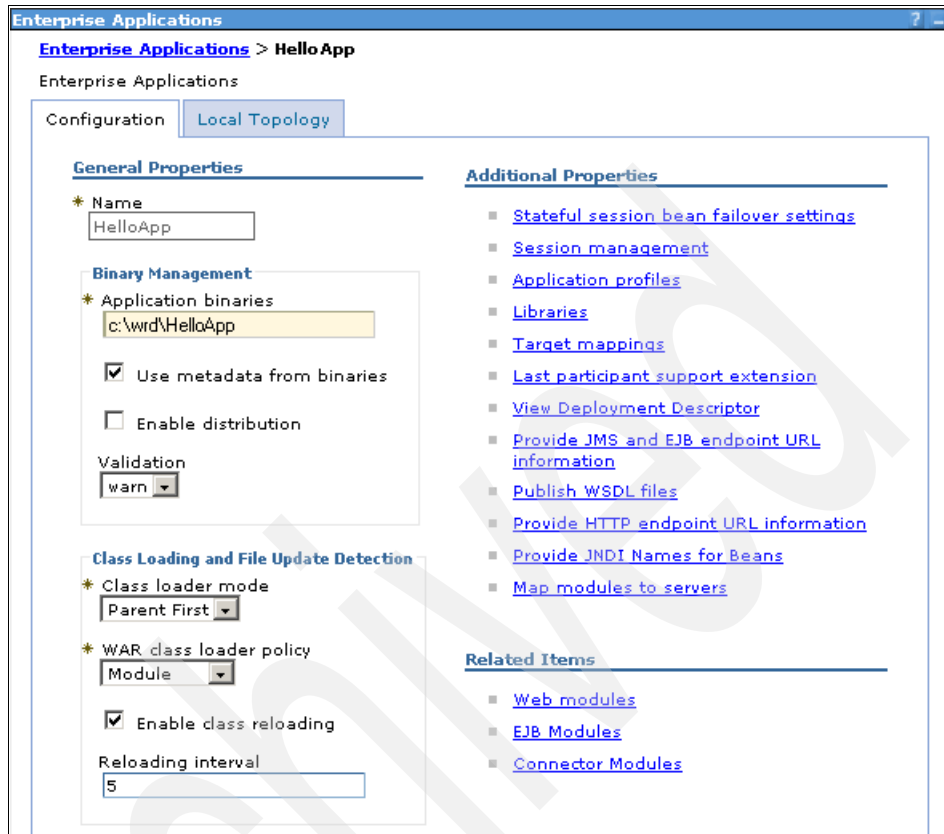 Enterprise Applications ? _
Enterprise Applications > HelloApp
Enterprise Applications
Configuration
Local Topology
General Properties
* Name
HelloApp
Binary Management
* Application binaries
c:\wrd\HelloApp
Use metadata from binaries
Enable distribution
Validation
warn
Class Loading and File Update Detection
* Class loader mode
Parent First
* WAR class loader policy
Module
Enable class reloading
Reloading interval
5
Additional Properties
Stateful session bean failover settings
Session management
Application profiles
Libraries
Target mappings
Last participant support extension
View Deployment Descriptor
Provide JMS and EJB endpoint URL
information
Publish WSDL files
Provide HTTP endpoint URL information
Provide JNDI Names for Beans
Map modules to servers
Related Items
Web modules
EJB Modules
Connector Modules